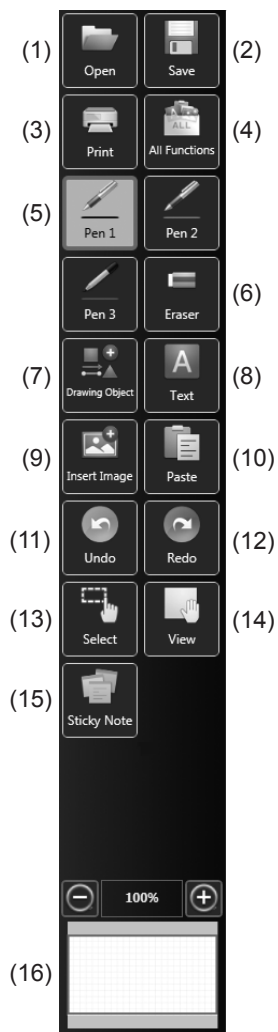 (1) Open Save (2)
(3) Print ALL All Functions (4)
(5) Pen 1 Pen 2
Pen 3 Eraser (6)
(7) Drawing Object A Text (8)
(9) Insert Image Paste (10)
(11) Undo Redo (12)
(13) Select View (14)
(15) Sticky Note
100%
(16)